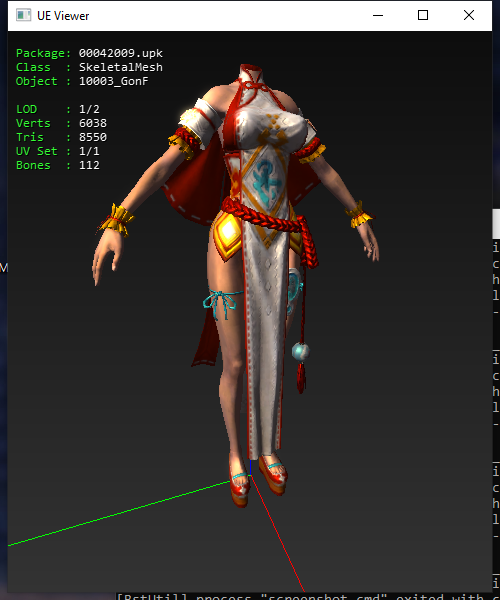 UE Viewer
Package: 00042009.upk
Class : SkeletalMesh
Object : 10003_GonF
LOD : 1/2
Verts : 6038
Tris : 8550
UV Set : 1/1
Bones : 112
M
i
c
h
l
-
i
c
h
l
-
i
c
h
l
-
i
[BstUtil] process "screenshot.cmd" exited with c